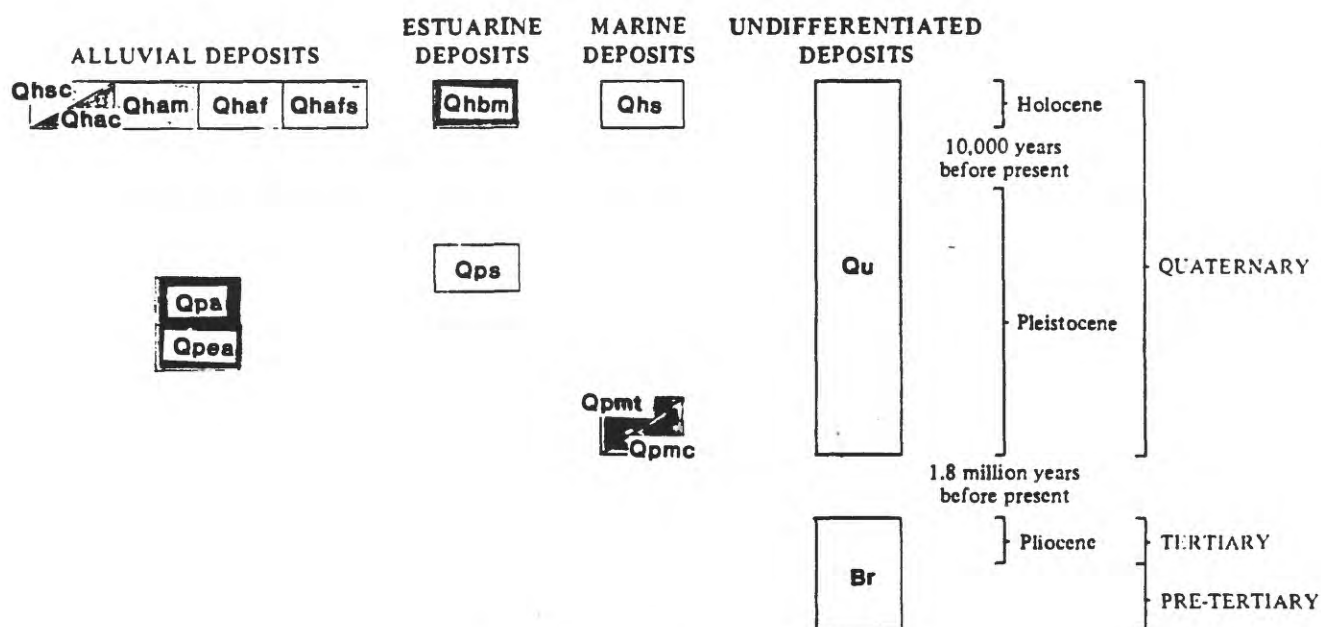 ALLUVIAL DEPOSITS
ESTUARINE
DEPOSITS
MARINE
DEPOSITS
UNDIFFERENTIATED
DEPOSITS
Qhsc
Qhac
Qham
Qhaf
Qhafs
Qhbm
Qhs
Holocene
10,000 years
before present
Qps
Qu
QUATERNARY
Qpa
Pleistocene
Qpea
Qpmt
Qpmc
1.8 million years
before present
Pliocene
TERTIARY
Br
PRE-TERTIARY